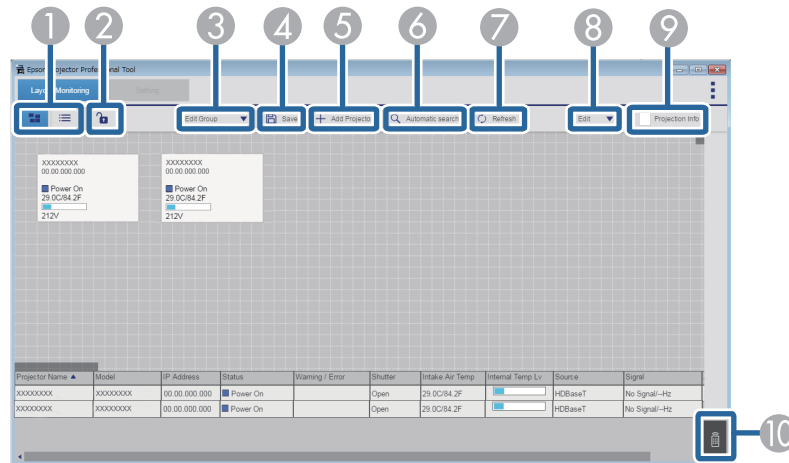 1 2 3 4 5 6 7 8 9
Epson Projector Professional Tool
Layout Monitoring Setting
Edit Group Save Add Projecto Automatic search Refresh Edit Projection Info
XXXXXXXX XXXXXXXX
00.00.000.000 00.00.000.000
Power On Power On
29.0C/84.2F 29.0C/84.2F
212V 212V
Projector Name Model IP Address Status Warning / Error Shutter Intake Air Temp Internal Temp Lv Source Signal
XXXXXXXX XXXXXXXX 00.00.000.000 Power On Open 29.0C/84.2F HDBaseT No Signal/--Hz
XXXXXXXX XXXXXXXX 00.00.000.000 Power On Open 29.0C/84.2F HDBaseT No Signal/--Hz
10